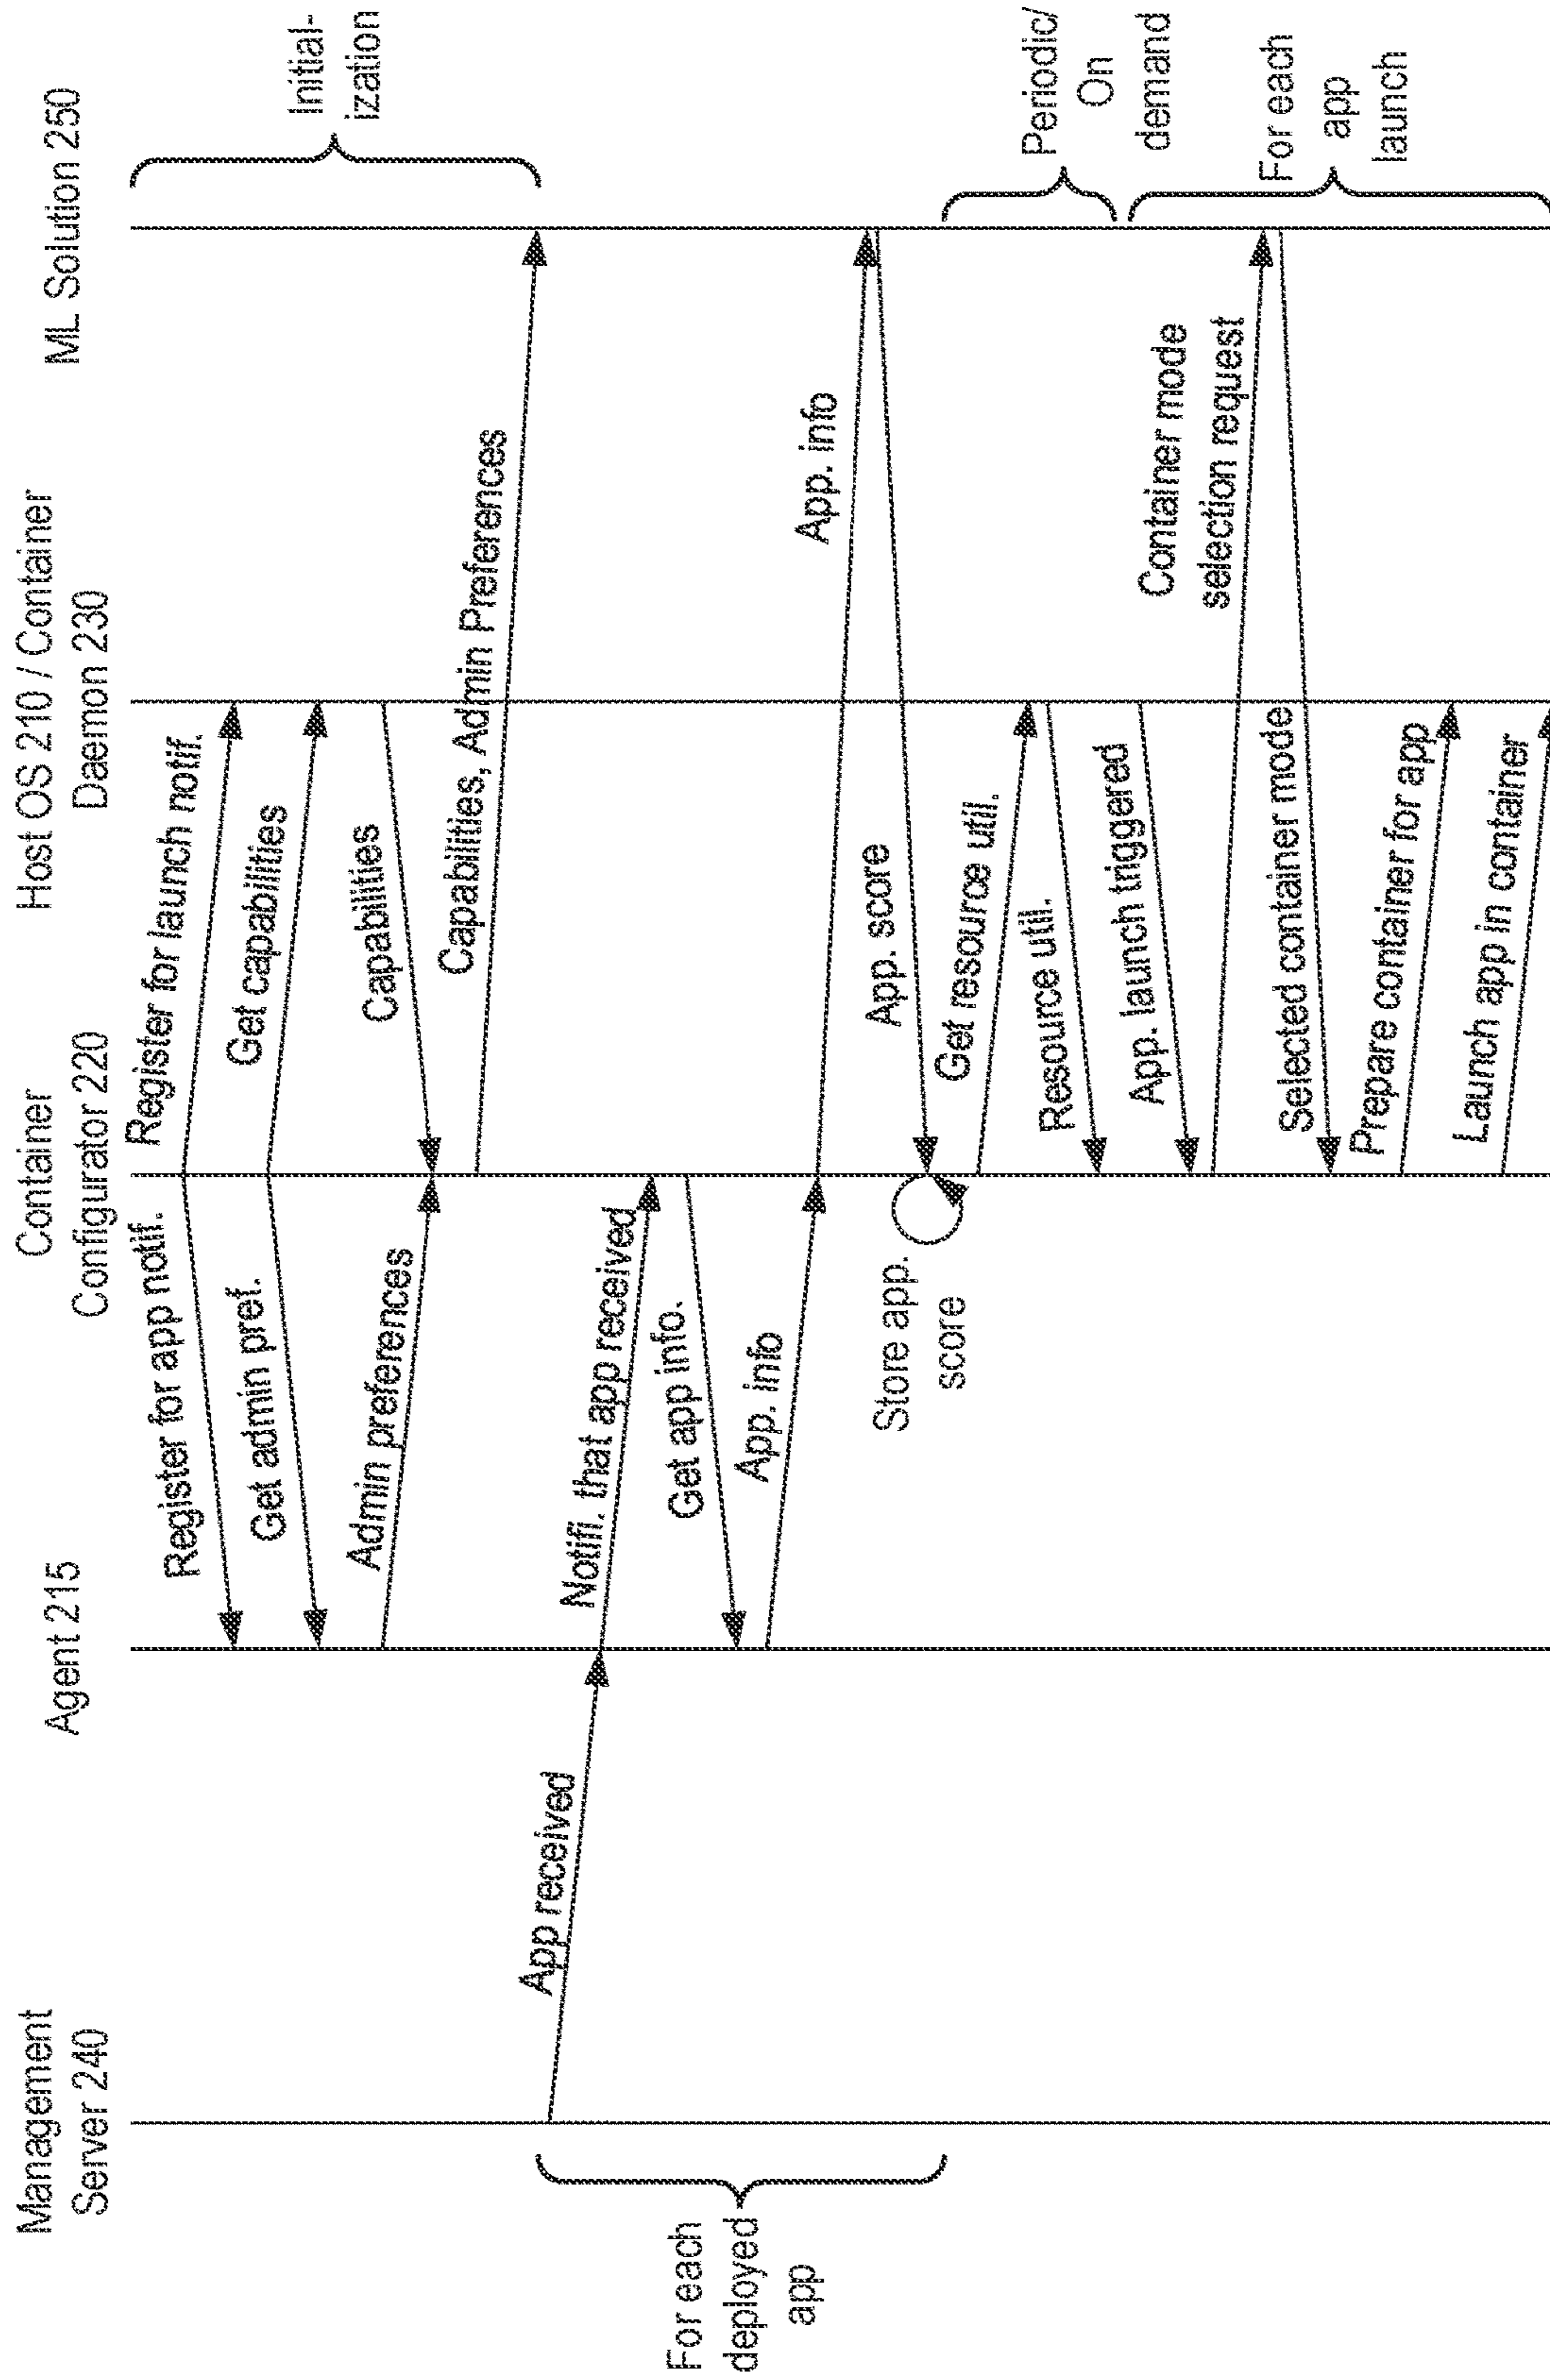 Management
Server 240
Agent 215
Container
Configurator 220
Host OS 210 / Container
Daemon 230
ML Solution 250
Register for app notif.
Register for launch notif.
Get admin pref.
Get capabilities
Admin preferences
Capabilities
Capabilities, Admin Preferences
Initial-
ization
App received
Notifi. that app received
Get app info.
App. info
App. info
App. score
Store app.
score
For each
deployed
app
Get resource util.
Resource util.
Periodic/
On
demand
App. launch triggered
Container mode
selection request
Selected container mode
Prepare container for app
Launch app in container
For each
app
launch